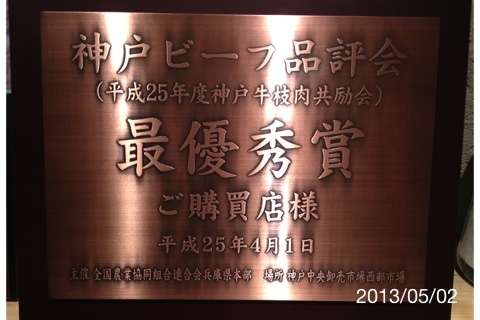 神戸ビーフ品評会
(平成25年度神戸牛枝肉共励会)
最優秀賞
ご購買店様
平成25年4月1日
主催 全国農業協同組合連合会兵庫県本部 場所 神戸中央卸売市場西部市場
2013/05/02